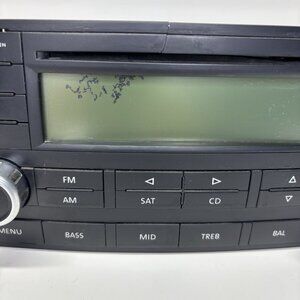 FM ◁ ▷ △
AM SAT CD ▽
MENU BASS MID TREB BAL